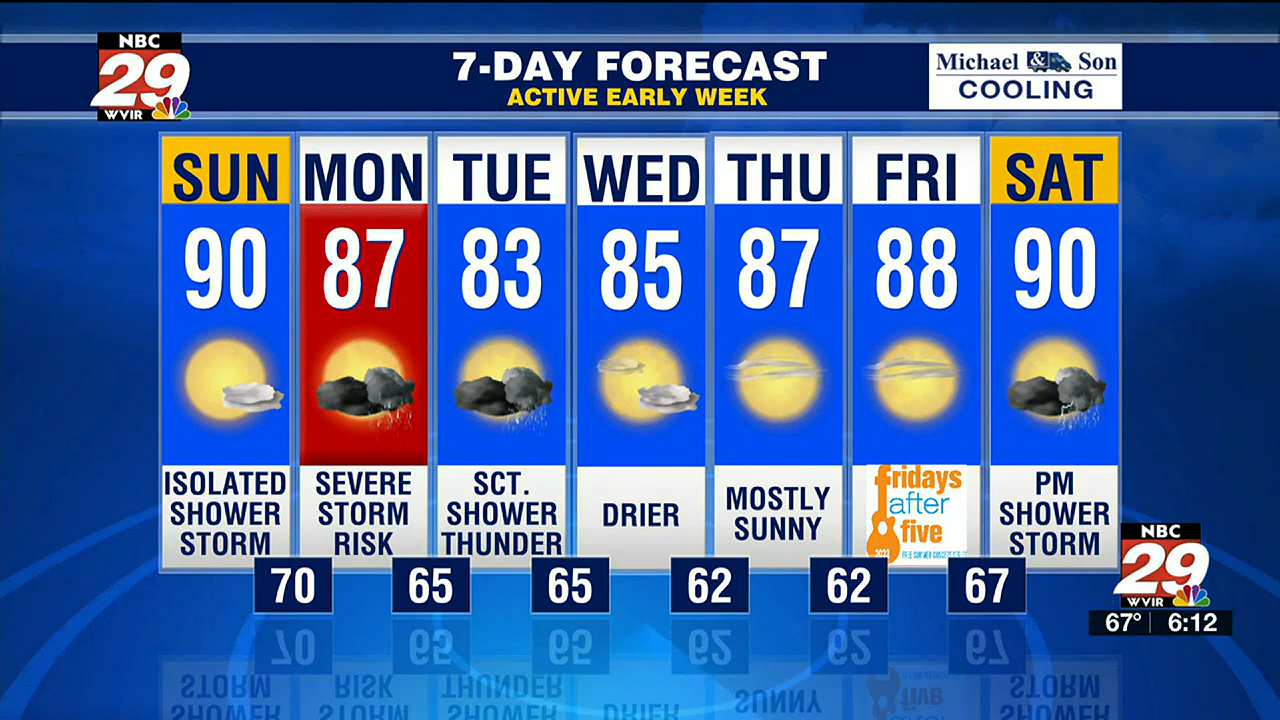 NBC
29
WVIR
7-DAY FORECAST
ACTIVE EARLY WEEK
Michael & Son
COOLING
SUN MON TUE WED THU FRI SAT
90 87 83 85 87 88 90
ISOLATED
SHOWER
STORM
SEVERE
STORM
RISK
SCT.
SHOWER
THUNDER
DRIER
MOSTLY
SUNNY
fridays
after
five
PM
SHOWER
STORM
70 65 65 62 62 67
NBC
29
WVIR
67° 6:12